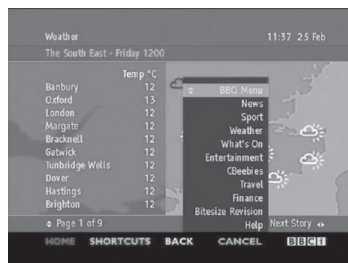 Weather 11:37 25 Feb
The South East - Friday 1200
Temp °C
Banbury 12
Oxford 13
London 12
Margate 12
Bracknell 12
Gatwick 12
Tunbridge Wells 12
Dover 12
Hastings 12
Brighton 12
BBC Menu
News
Sport
Weather
What's On
Entertainment
CBeebies
Travel
Finance
Bitesize Revision
Help
Page 1 of 9 Next Story
HOME SHORTCUTS BACK CANCEL BBCi